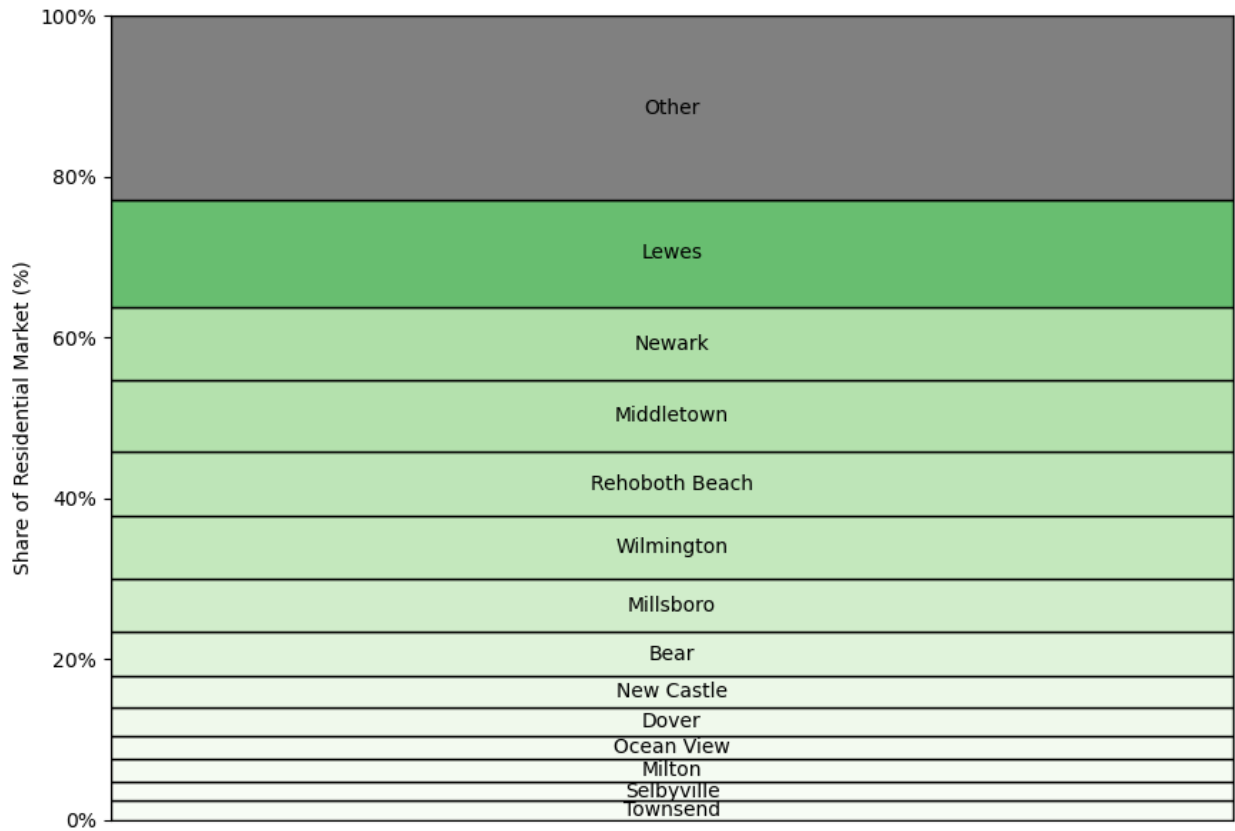 100%
80%
60%
40%
20%
0%
Share of Residential Market (%)
Other
Lewes
Newark
Middletown
Rehoboth Beach
Wilmington
Millsboro
Bear
New Castle
Dover
Ocean View
Milton
Selbyville
Townsend